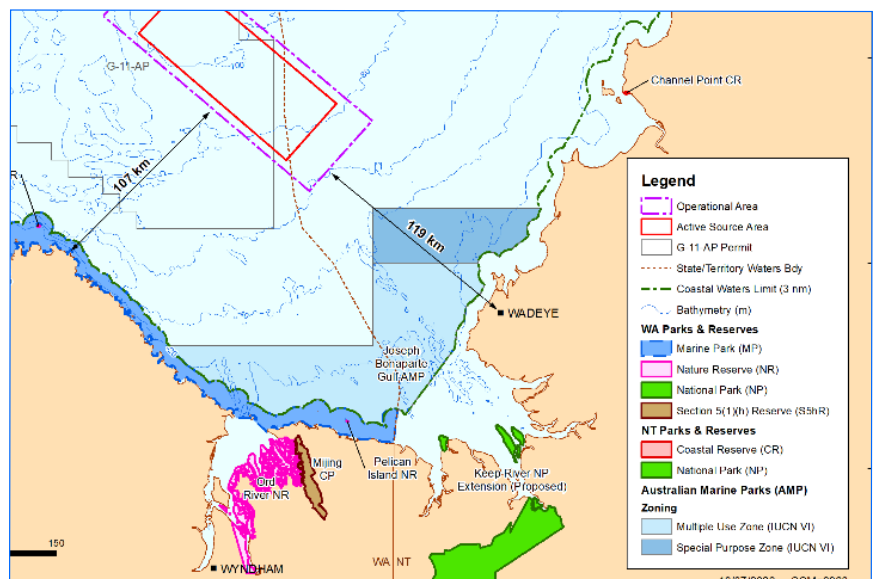 G-11-AP
100
Channel Point CR
107 km
R
119 km
WADEYE
Joseph
Bonaparte
Gulf AMP
Mijing
CP
Pelican
Island NR
Ord
River NR
Keep River NP
Extension (Proposed)
150
WYNDHAM
WA
NT
Legend
Operational Area
Active Source Area
G-11 AP Permit
State/Territory Waters Bdy
Coastal Waters Limit (3 nm)
Bathymetry (m)
WA Parks & Reserves
Marine Park (MP)
Nature Reserve (NR)
National Park (NP)
Section 5(1)(h) Reserve (S5hR)
NT Parks & Reserves
Coastal Reserve (CR)
National Park (NP)
Australian Marine Parks (AMP)
Zoning
Multiple Use Zone (IUCN VI)
Special Purpose Zone (IUCN VI)